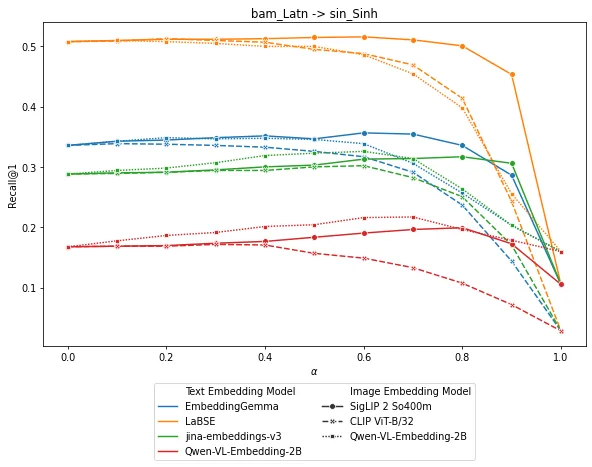 bam_Latn -> sin_Sinh
Recall@1
0.5
0.4
0.3
0.2
0.1
0.0 0.2 0.4 0.6 0.8 1.0
α
Text Embedding Model Image Embedding Model
EmbeddingGemma SigLIP 2 So400m
LaBSE CLIP ViT-B/32
jina-embeddings-v3 Qwen-VL-Embedding-2B
Qwen-VL-Embedding-2B